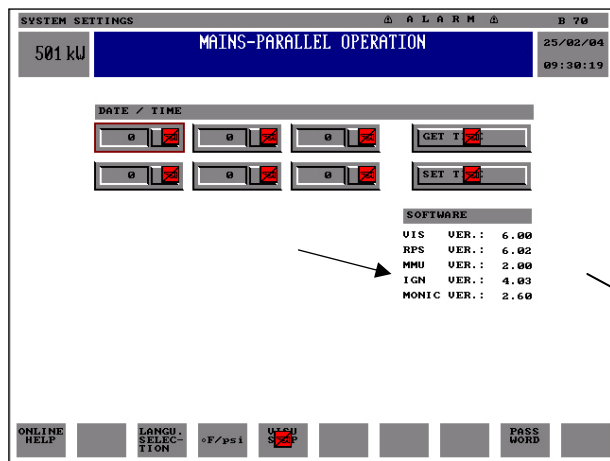 SYSTEM SETTINGS ⚠ A L A R M ⚠ B 70
501 kW MAINS-PARALLEL OPERATION 25/02/04
09:30:19
DATE / TIME
0 0 0 GET
0 0 0 SET
SOFTWARE
VIS VER.: 6.00
RPS VER.: 6.02
MMU VER.: 2.00
IGN VER.: 4.03
MONIC VER.: 2.60
ONLINE
HELP
LANGU.
SELEC-
TION
°F/psi
PASS
WORD